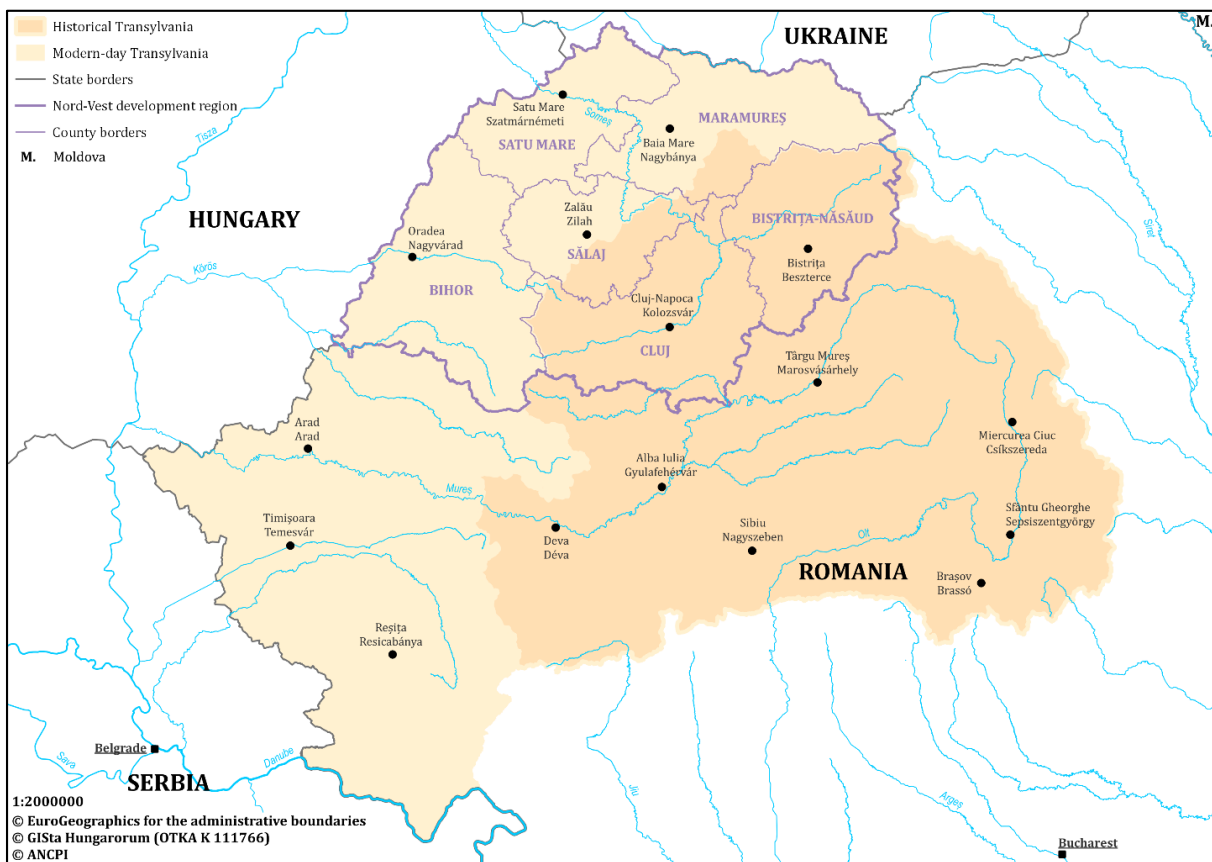 Historical Transylvania
Modern-day Transylvania
State borders
Nord-Vest development region
County borders
M. Moldova
UKRAINE
M.
Satu Mare
Szatmárnémeti
Someș
MARAMUREȘ
Baia Mare
Nagybánya
SATU MARE
Tisza
HUNGARY
Zalău
Zilah
BISTRIȚA-NĂSĂUD
Siret
Oradea
Nagyvárad
SĂLAJ
Bistrița
Beszterce
Körös
BIHOR
Cluj-Napoca
Kolozsvár
CLUJ
Târgu Mureș
Marosvásárhely
Arad
Arad
Miercurea Ciuc
Csíkszereda
Alba Iulia
Gyulafehérvár
Mureș
Timișoara
Temesvár
Deva
Déva
Sibiu
Nagyszeben
Olt
Sfântu Gheorghe
Sepsiszentgyörgy
ROMANIA
Brașov
Brassó
Reșița
Resicabánya
Belgrade
Sava
Danube
SERBIA
Jiu
Argeș
Bucharest
1:2000000
© EuroGeographics for the administrative boundaries
© GISta Hungarorum (OTKA K 111766)
© ANCPI